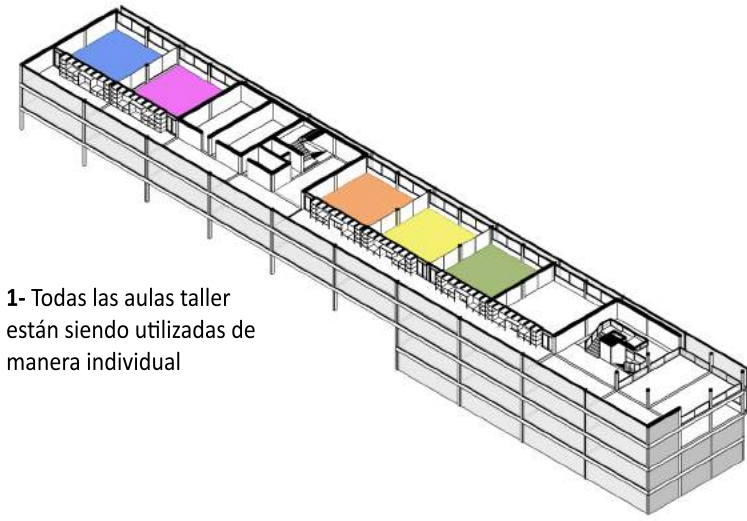 1- Todas las aulas taller
están siendo utilizadas de
manera individual